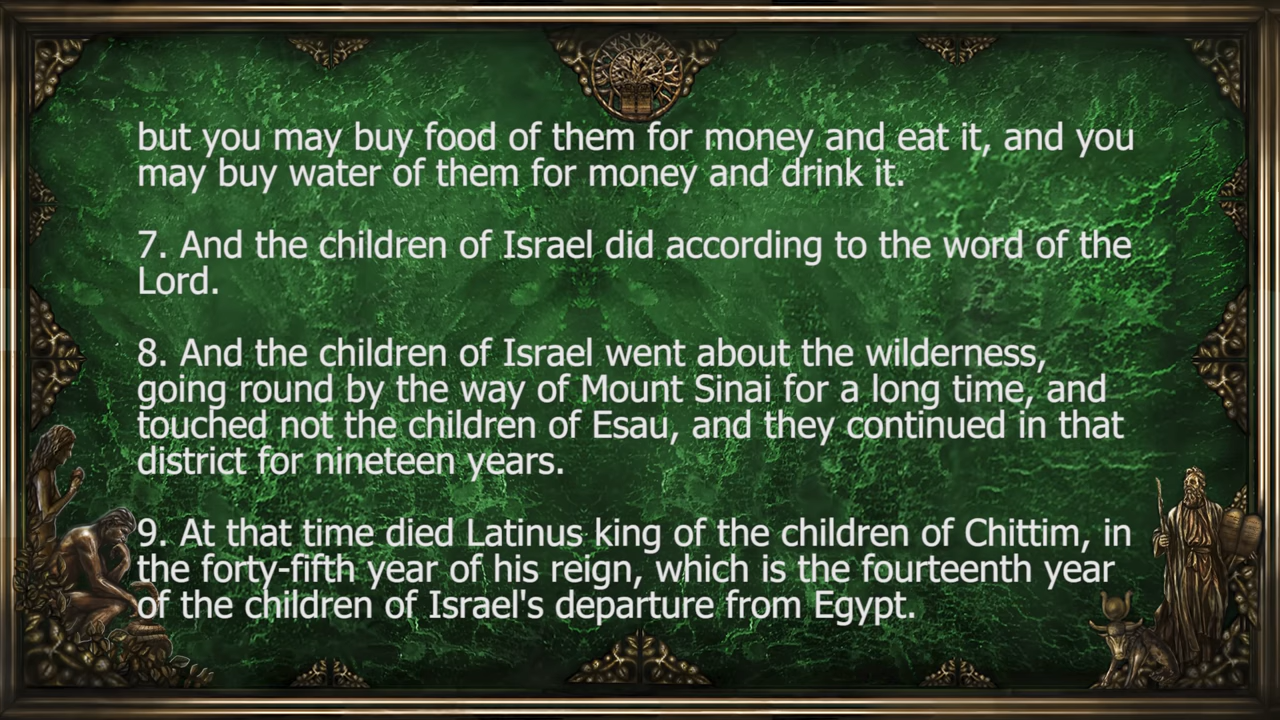 but you may buy food of them for money and eat it, and you
may buy water of them for money and drink it.
7. And the children of Israel did according to the word of the
Lord.
8. And the children of Israel went about the wilderness,
going round by the way of Mount Sinai for a long time, and
touched not the children of Esau, and they continued in that
district for nineteen years.
9. At that time died Latinus king of the children of Chittim, in
the forty-fifth year of his reign, which is the fourteenth year
of the children of Israel's departure from Egypt.